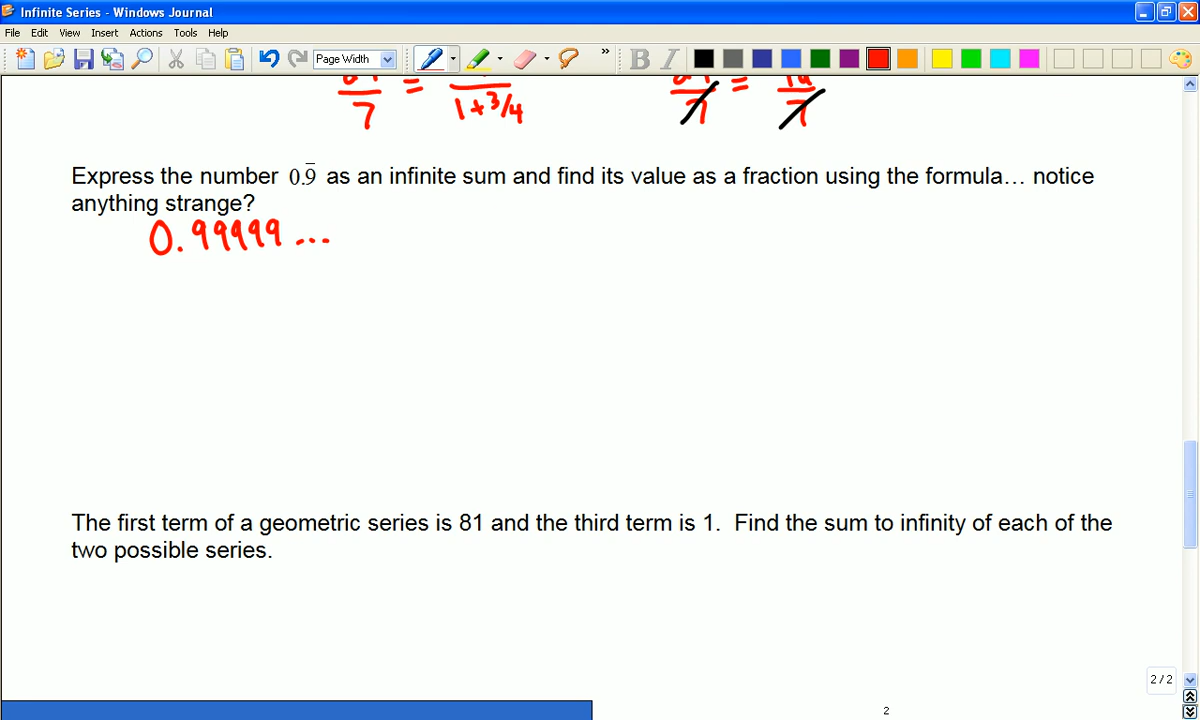 Infinite Series - Windows Journal
File Edit View Insert Actions Tools Help
Page Width » B I
7 = 1 + 3/4 7 = 7
Express the number 0.9̅ as an infinite sum and find its value as a fraction using the formula… notice
anything strange?
0.99999 ...
The first term of a geometric series is 81 and the third term is 1. Find the sum to infinity of each of the
two possible series.
2 / 2
2